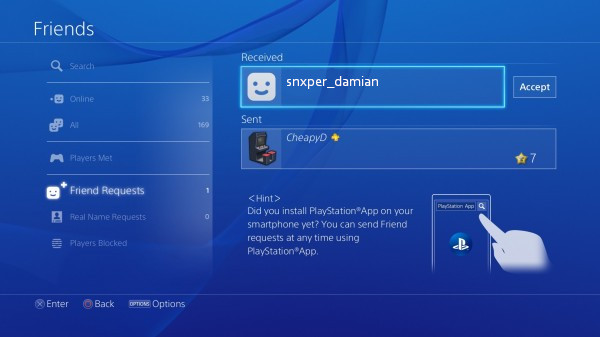 Friends
Search
Online 33
All 169
Players Met
Friend Requests 1
Real Name Requests 0
Players Blocked
Received
snxper_damian
Accept
Sent
CheapyD
7
<Hint>
Did you install PlayStation®App on your
smartphone yet? You can send Friend
requests at any time using
PlayStation®App.
PlayStation App
Enter Back OPTIONS Options